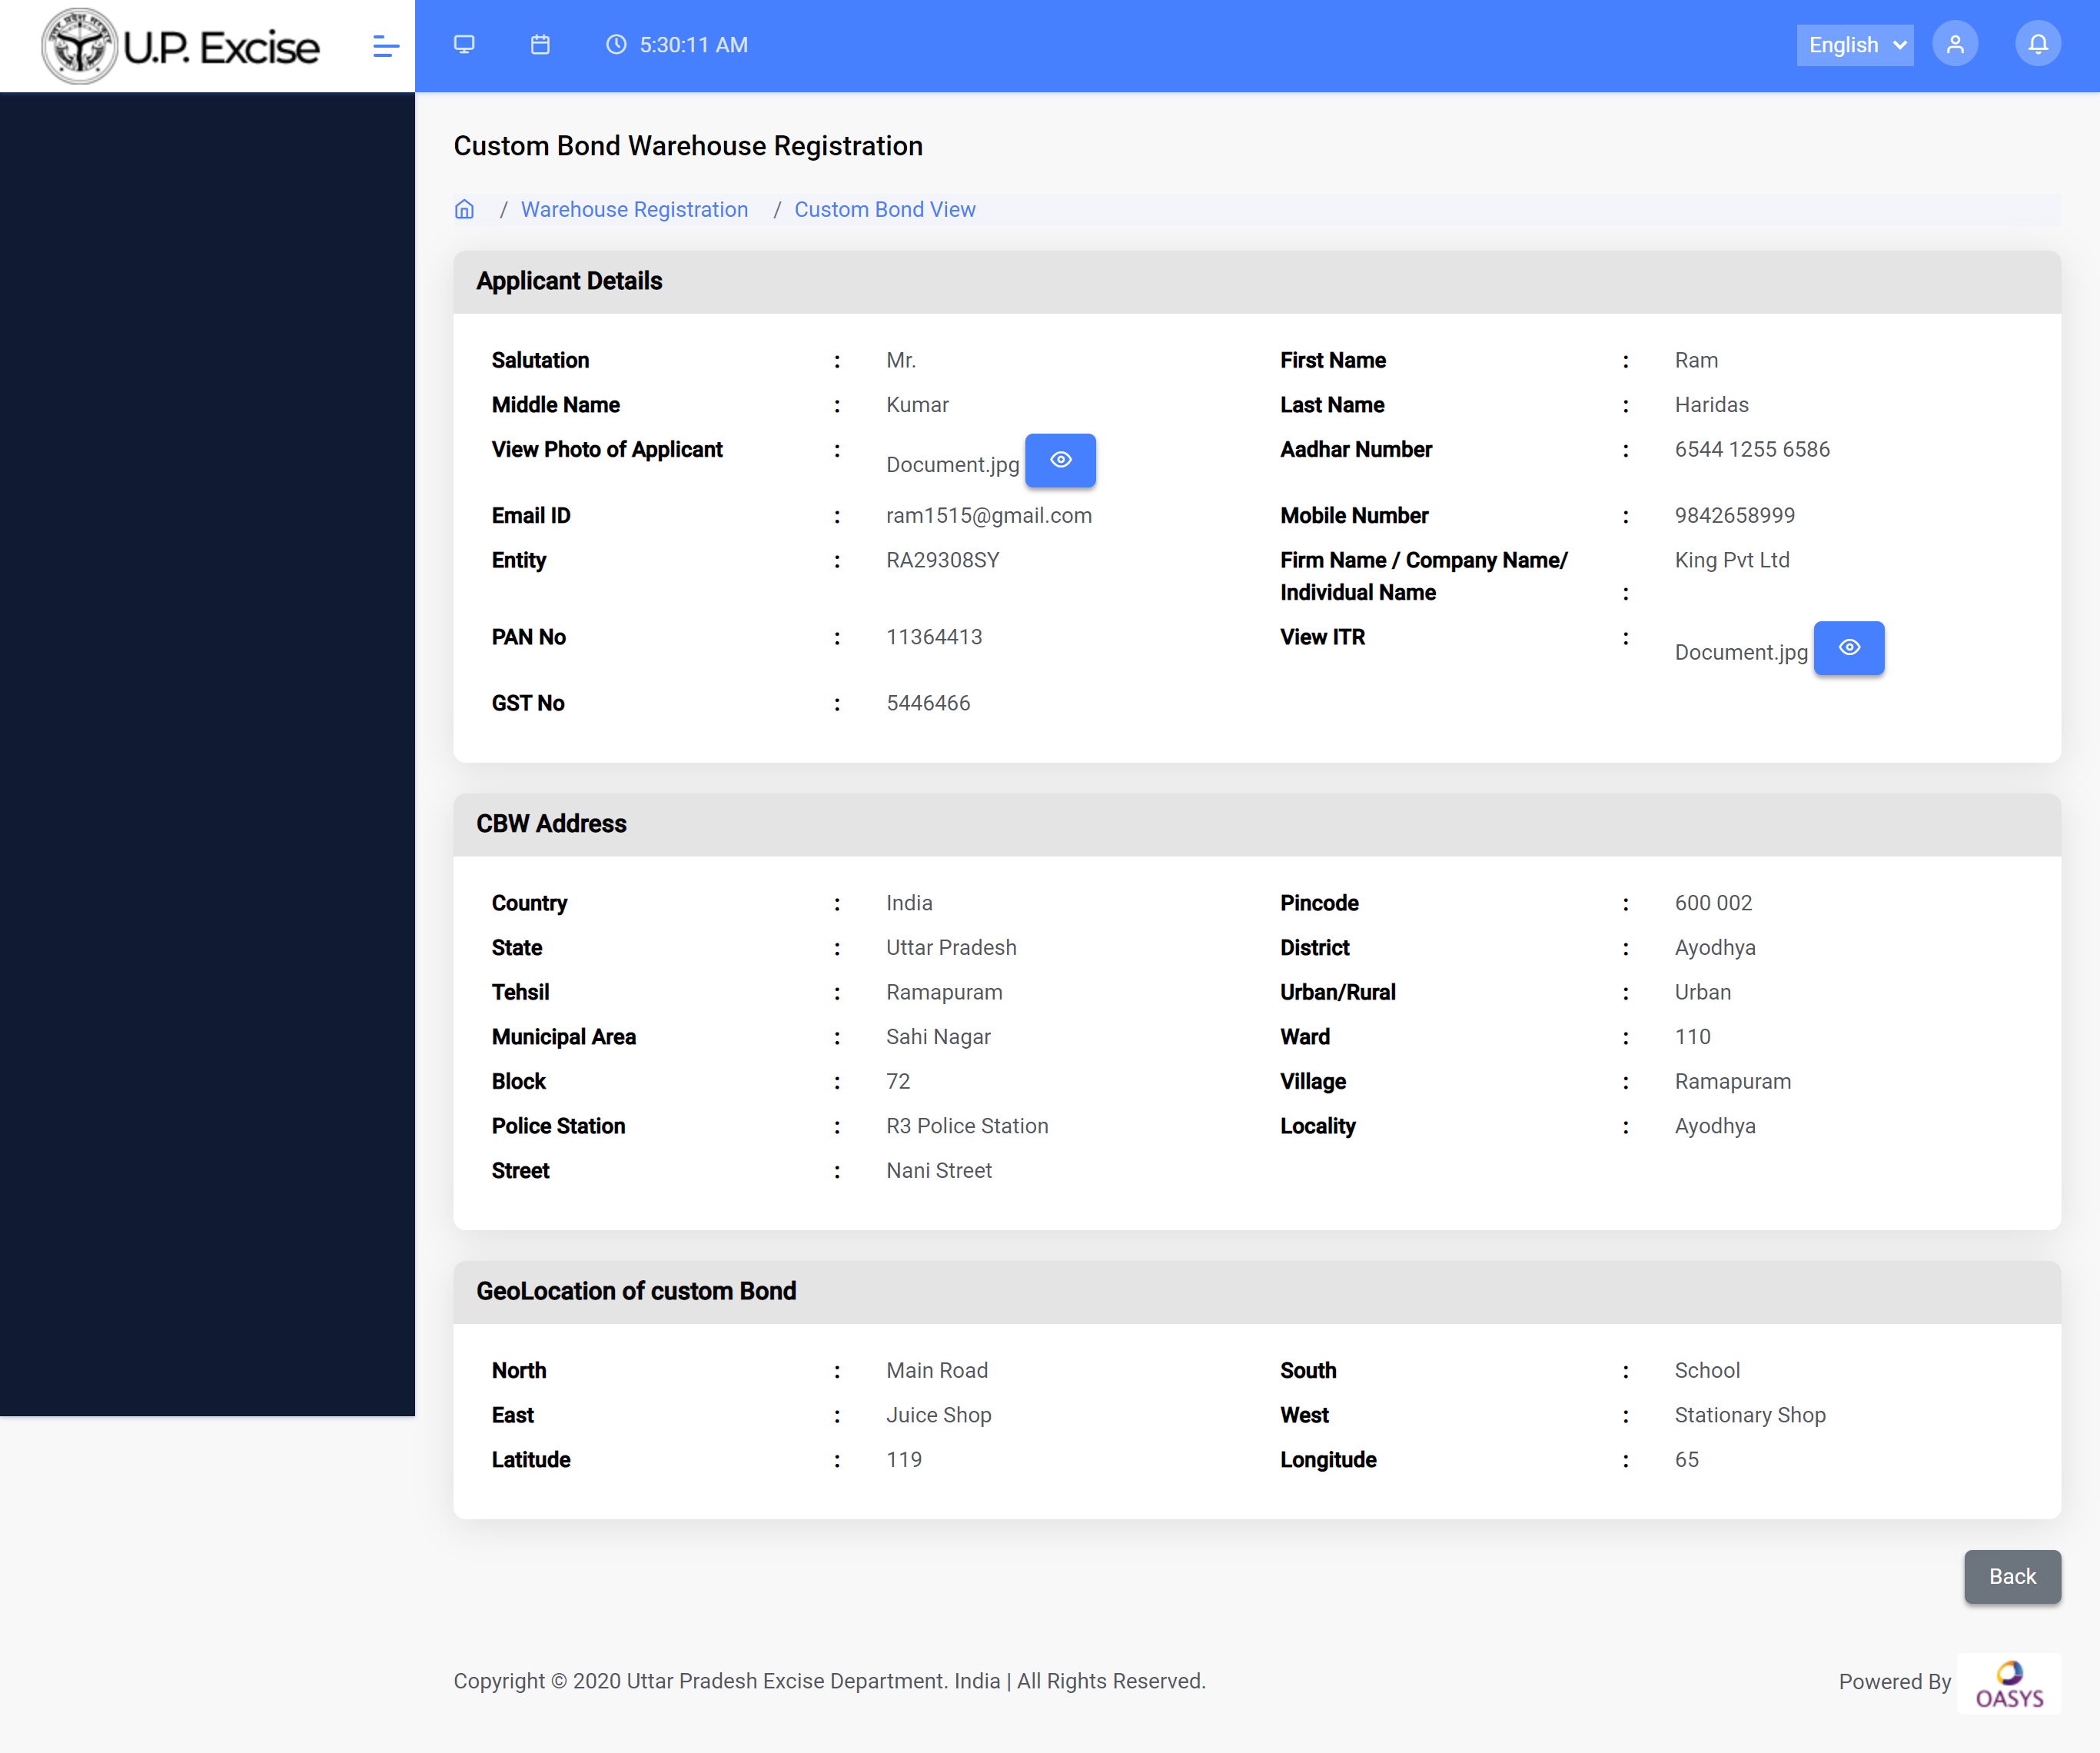 U.P. Excise
5:30:11 AM
English
Custom Bond Warehouse Registration
/ Warehouse Registration / Custom Bond View
Applicant Details
Salutation : Mr. First Name : Ram
Middle Name : Kumar Last Name : Haridas
View Photo of Applicant : Document.jpg Aadhar Number : 6544 1255 6586
Email ID : ram1515@gmail.com Mobile Number : 9842658999
Entity : RA29308SY Firm Name / Company Name/ King Pvt Ltd
Individual Name :
PAN No : 11364413 View ITR : Document.jpg
GST No : 5446466
CBW Address
Country : India Pincode : 600 002
State : Uttar Pradesh District : Ayodhya
Tehsil : Ramapuram Urban/Rural : Urban
Municipal Area : Sahi Nagar Ward : 110
Block : 72 Village : Ramapuram
Police Station : R3 Police Station Locality : Ayodhya
Street : Nani Street
GeoLocation of custom Bond
North : Main Road South : School
East : Juice Shop West : Stationary Shop
Latitude : 119 Longitude : 65
Back
Copyright © 2020 Uttar Pradesh Excise Department. India | All Rights Reserved. Powered By OASYS